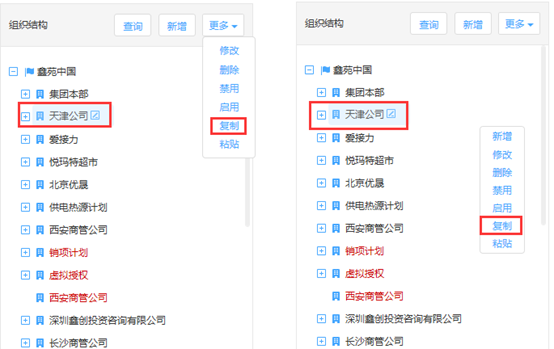 组织结构
查询
新增
更多
修改
删除
禁用
启用
复制
粘贴
鑫苑中国
集团本部
天津公司
爱接力
悦玛特超市
北京优晟
供电热源计划
西安商管公司
销项计划
虚拟授权
西安商管公司
深圳鑫创投资咨询有限公司
长沙商管公司
组织结构
查询
新增
更多
鑫苑中国
集团本部
天津公司
爱接力
悦玛特超市
北京优晟
供电热源计划
西安商管公司
销项计划
虚拟授权
西安商管公司
深圳鑫创投资咨询有限公司
长沙商管公司
新增
修改
删除
禁用
启用
复制
粘贴